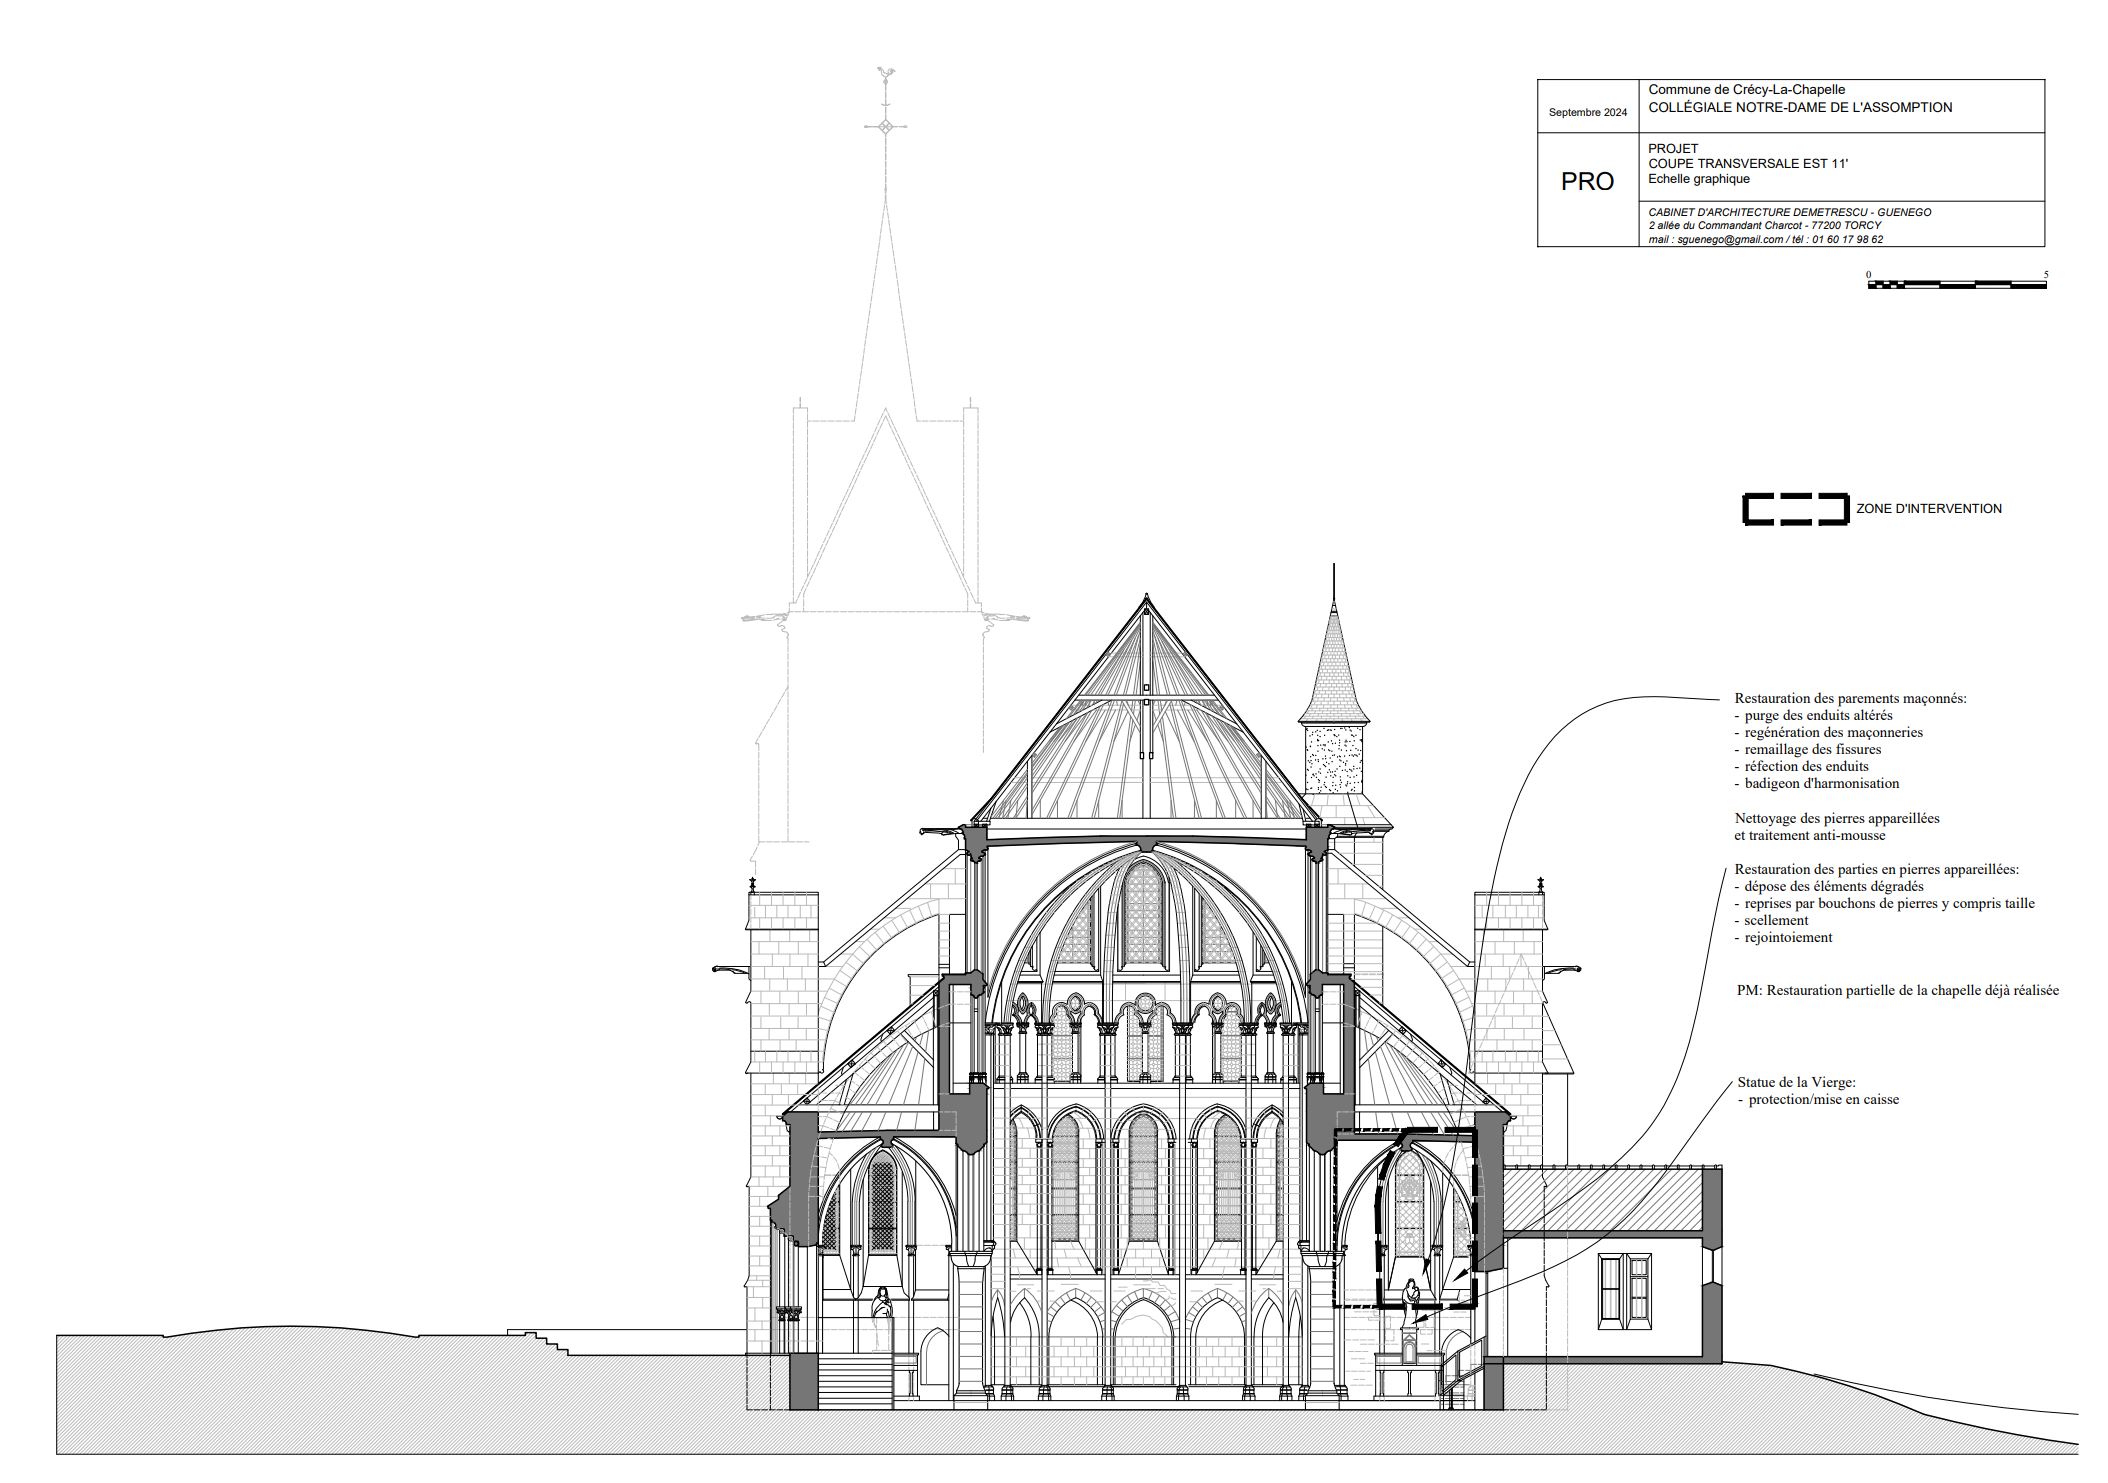 Septembre 2024
Commune de Crécy-La-Chapelle
COLLÉGIALE NOTRE-DAME DE L'ASSOMPTION
PRO
PROJET
COUPE TRANSVERSALE EST 11'
Echelle graphique
CABINET D'ARCHITECTURE DEMETRESCU - GUENEGO
2 allée du Commandant Charcot - 77200 TORCY
mail : sguenego@gmail.com / tél : 01 60 17 98 62
0 5
ZONE D'INTERVENTION
Restauration des parements maçonnés:
- purge des enduits altérés
- regénération des maçonneries
- remaillage des fissures
- réfection des enduits
- badigeon d'harmonisation
Nettoyage des pierres appareillées
et traitement anti-mousse
Restauration des parties en pierres appareillées:
- dépose des éléments dégradés
- reprises par bouchons de pierres y compris taille
- scellement
- rejointoiement
PM: Restauration partielle de la chapelle déjà réalisée
Statue de la Vierge:
- protection/mise en caisse